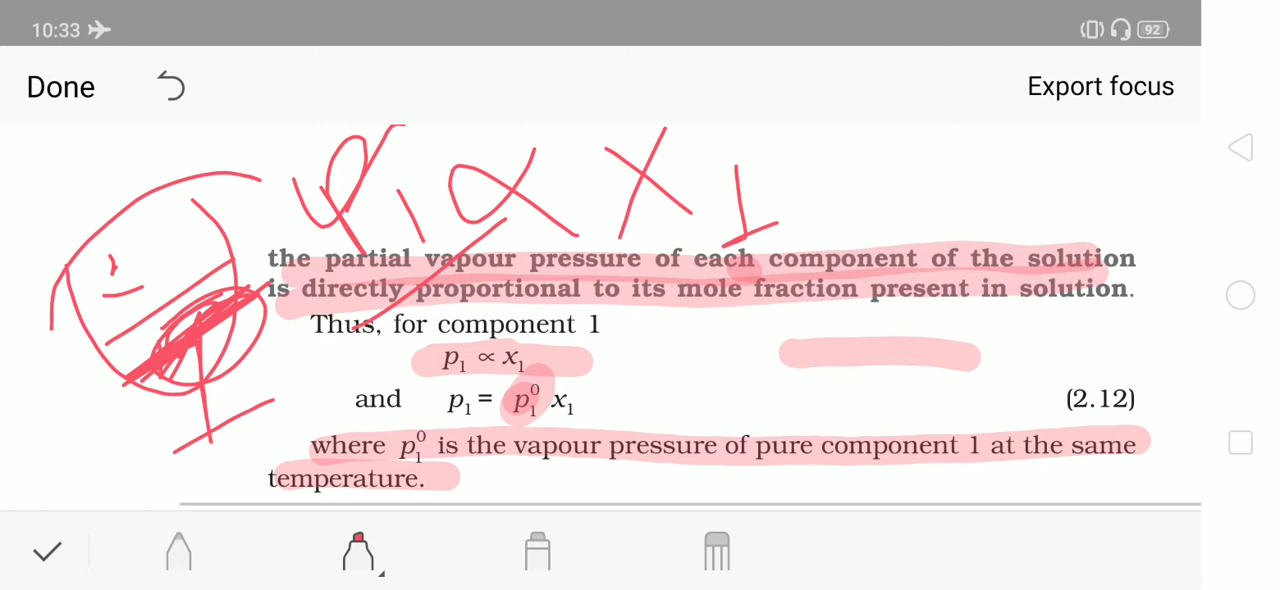 10:33 92
Done Export focus
P₁ ∝ X₁
the partial vapour pressure of each component of the solution
is directly proportional to its mole fraction present in solution.
Thus, for component 1
p₁ ∝ x₁
and p₁ = p₁⁰ x₁ (2.12)
where p₁⁰ is the vapour pressure of pure component 1 at the same
temperature.